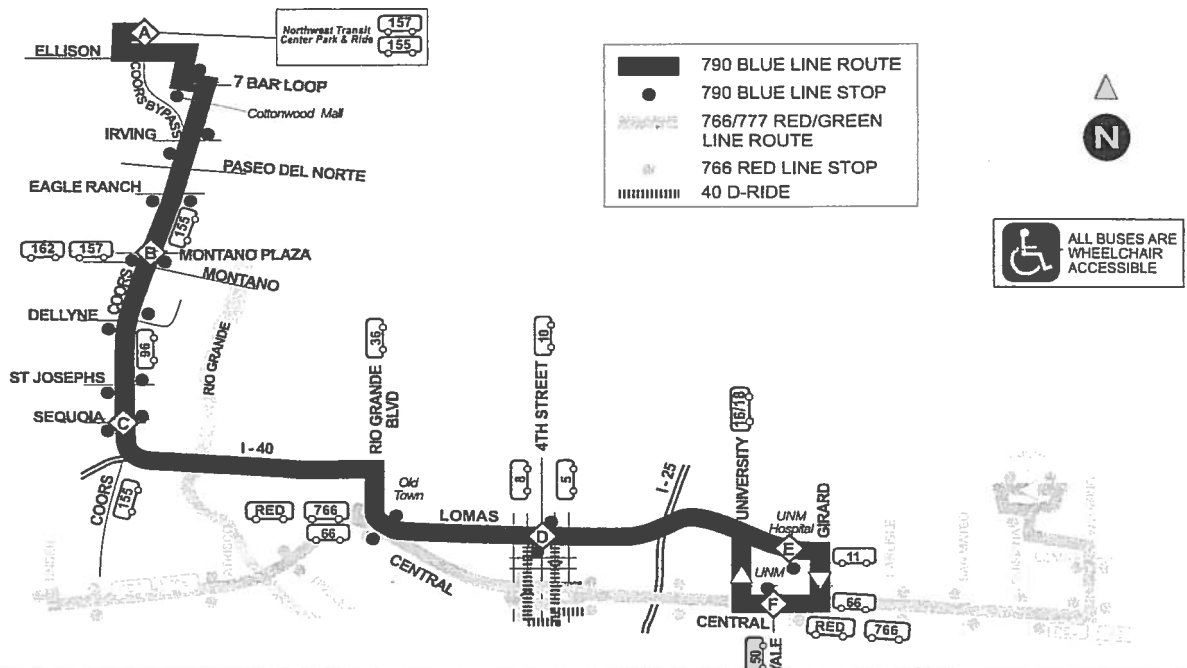 A
Northwest Transit
Center Park & Ride
157
155
ELLISON
COORS BYPASS
7 BAR LOOP
Cottonwood Mall
IRVING
PASEO DEL NORTE
EAGLE RANCH
155
162
157
B
MONTANO PLAZA
MONTANO
COORS
DELLYNE
96
RIO GRANDE
ST JOSEPHS
SEQUOIA
C
I - 40
COORS
155
36
RIO GRANDE
BLVD
Old
Town
RED
766
66
LOMAS
CENTRAL
10
4TH STREET
8
5
D
I - 25
16/18
UNIVERSITY
UNM
Hospital
E
GIRARD
11
UNM
F
66
CENTRAL
RED
766
50
YALE
790 BLUE LINE ROUTE
790 BLUE LINE STOP
766/777 RED/GREEN
LINE ROUTE
766 RED LINE STOP
40 D-RIDE
N
ALL BUSES ARE
WHEELCHAIR
ACCESSIBLE
SAN MATEO